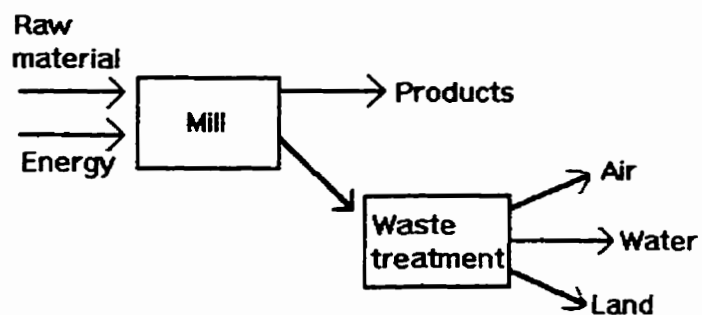 Raw
material
Products
Mill
Energy
Air
Waste
treatment
Water
Land